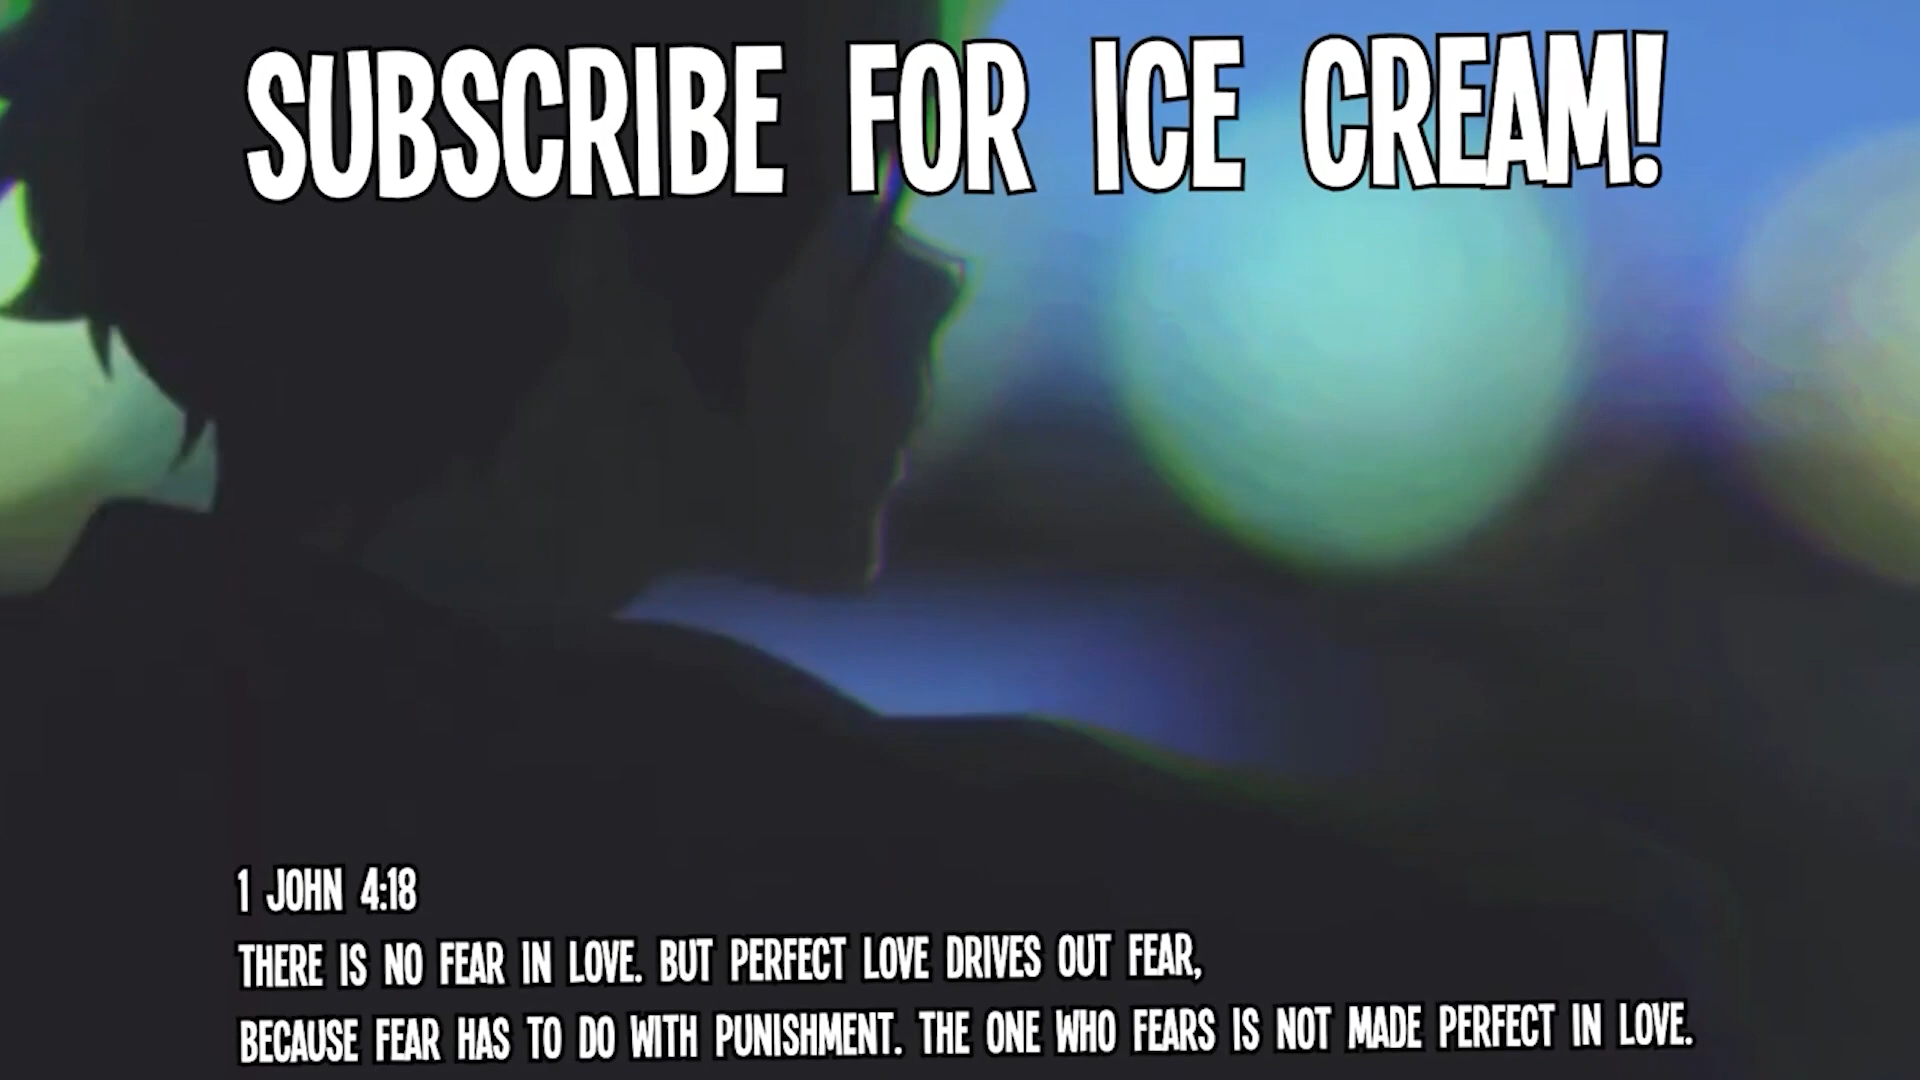 SUBSCRIBE FOR ICE CREAM!
1 JOHN 4:18
THERE IS NO FEAR IN LOVE. BUT PERFECT LOVE DRIVES OUT FEAR,
BECAUSE FEAR HAS TO DO WITH PUNISHMENT. THE ONE WHO FEARS IS NOT MADE PERFECT IN LOVE.